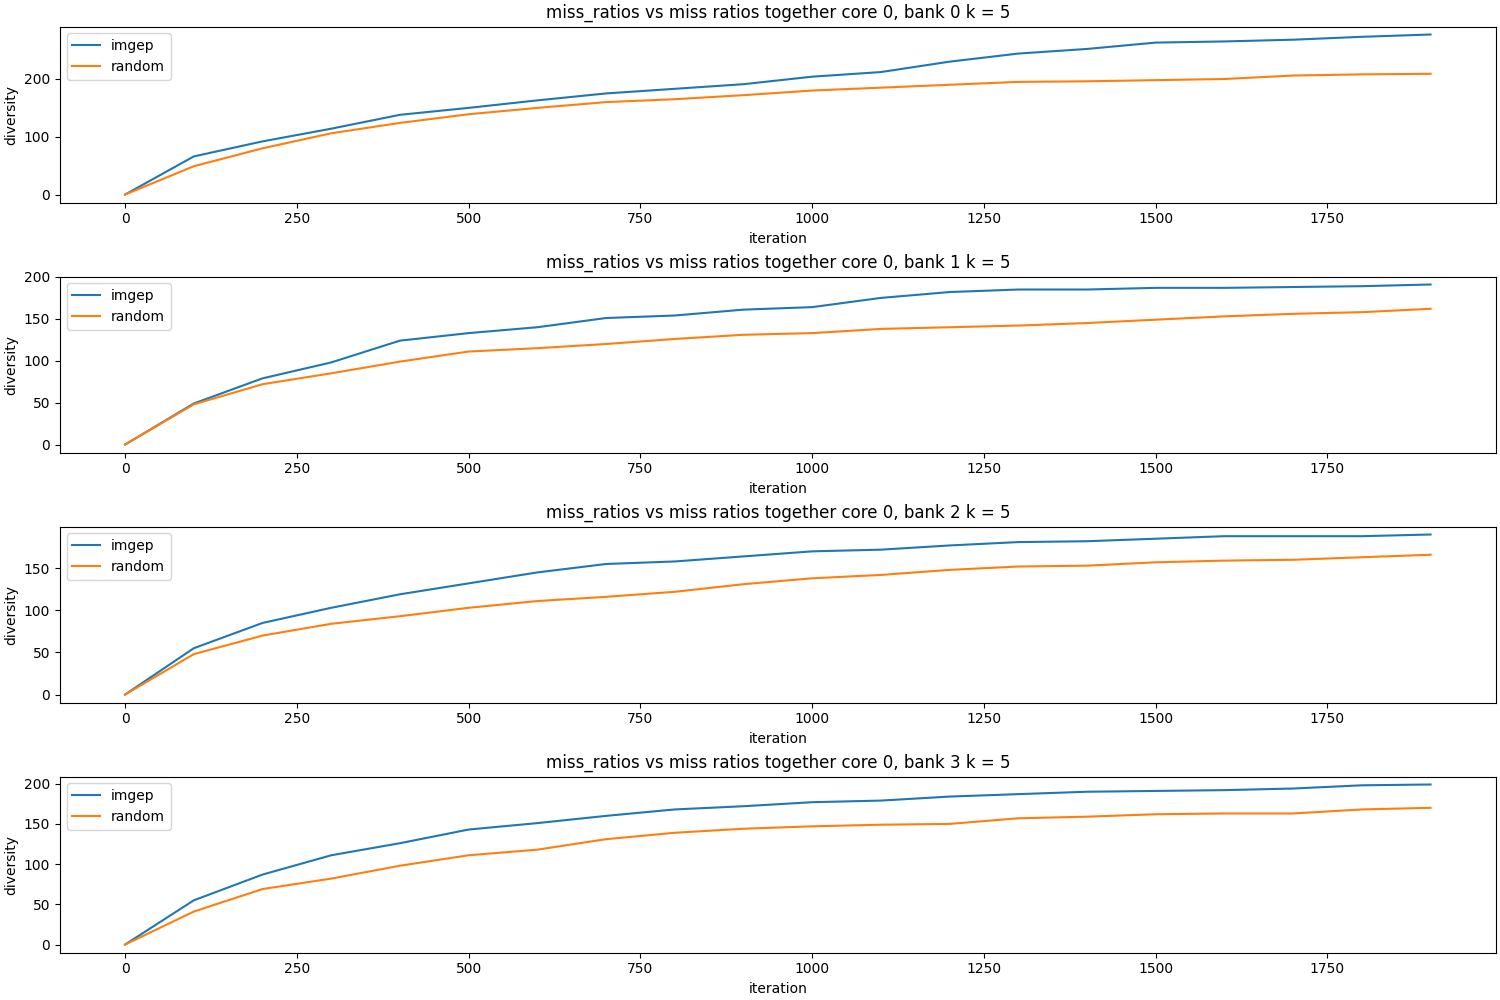 miss_ratios vs miss ratios together core 0, bank 0 k = 5
imgep
random
200
100
0
diversity
0 250 500 750 1000 1250 1500 1750
iteration
miss_ratios vs miss ratios together core 0, bank 1 k = 5
imgep
random
200
150
100
50
0
diversity
0 250 500 750 1000 1250 1500 1750
iteration
miss_ratios vs miss ratios together core 0, bank 2 k = 5
imgep
random
150
100
50
0
diversity
0 250 500 750 1000 1250 1500 1750
iteration
miss_ratios vs miss ratios together core 0, bank 3 k = 5
imgep
random
200
150
100
50
0
diversity
0 250 500 750 1000 1250 1500 1750
iteration